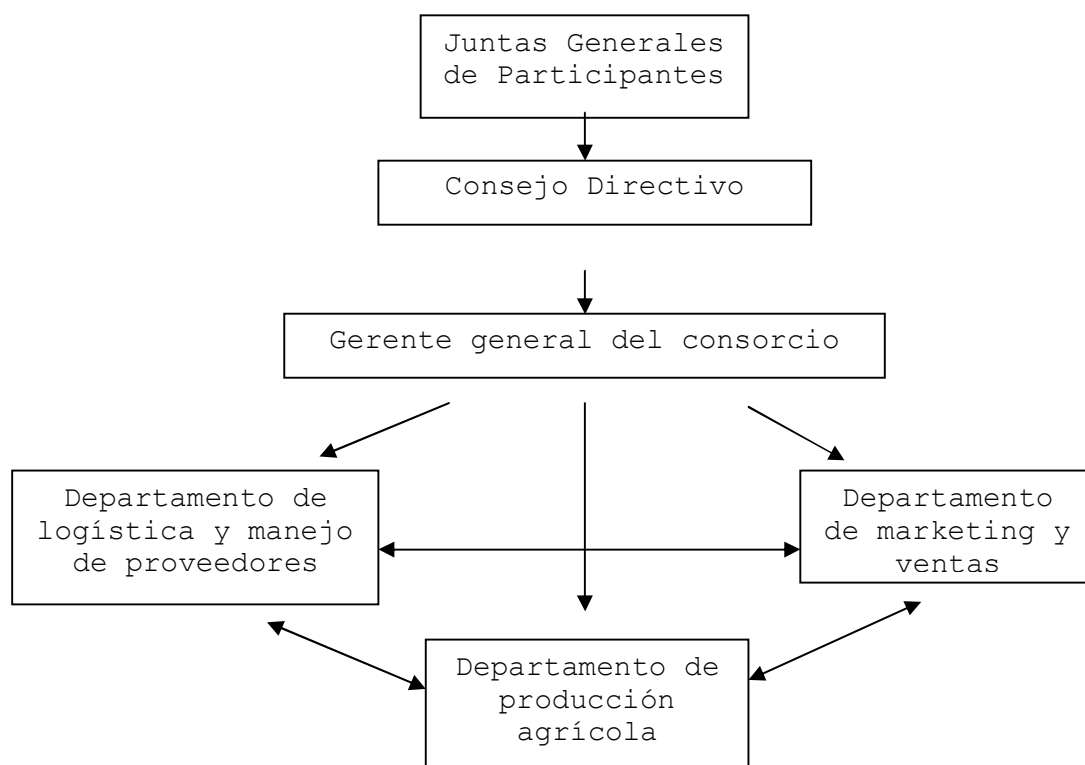 Juntas Generales
de Participantes
Consejo Directivo
Gerente general del consorcio
Departamento de
logística y manejo
de proveedores
Departamento
de marketing y
ventas
Departamento de
producción
agrícola